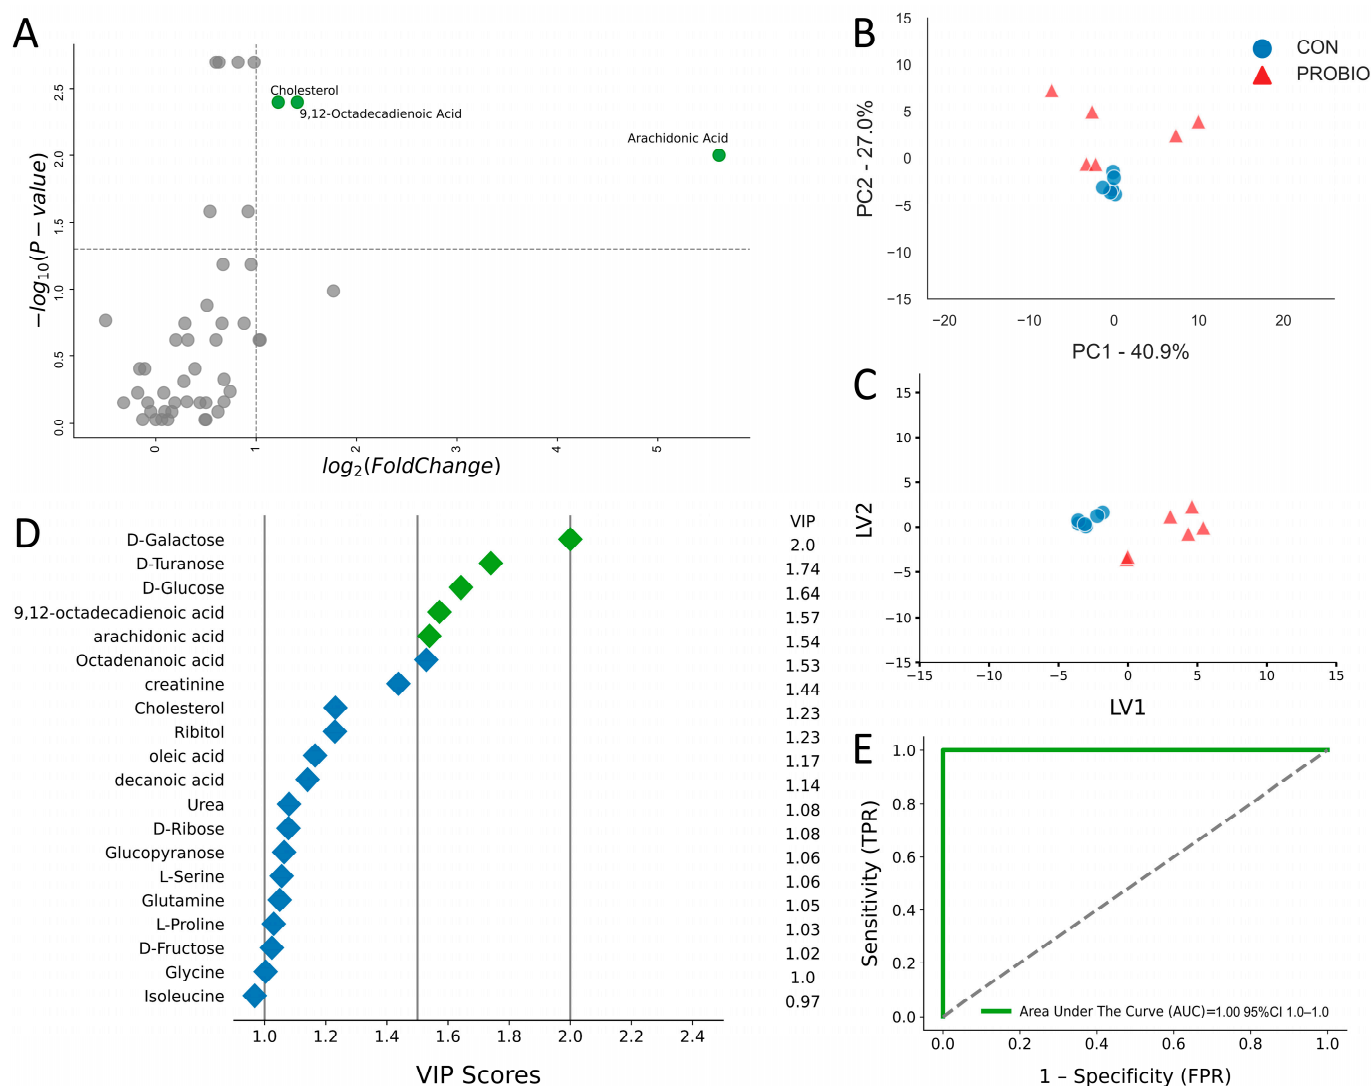 A
−log10(P − value)
2.5
2.0
1.5
1.0
0.5
0.0
Cholesterol
9,12-Octadecadienoic Acid
Arachidonic Acid
0 1 2 3 4 5
log2(FoldChange)
B
CON
PROBIO
PC2 - 27.0%
15
10
5
0
−5
−10
−15
−20 −10 0 10 20
PC1 - 40.9%
C
LV2
15
10
5
0
−5
−10
−15
−15 −10 −5 0 5 10 15
LV1
D
VIP
D-Galactose 2.0
D-Turanose 1.74
D-Glucose 1.64
9,12-octadecadienoic acid 1.57
arachidonic acid 1.54
Octadenanoic acid 1.53
creatinine 1.44
Cholesterol 1.23
Ribitol 1.23
oleic acid 1.17
decanoic acid 1.14
Urea 1.08
D-Ribose 1.08
Glucopyranose 1.06
L-Serine 1.06
Glutamine 1.05
L-Proline 1.03
D-Fructose 1.02
Glycine 1.0
Isoleucine 0.97
1.0 1.2 1.4 1.6 1.8 2.0 2.2 2.4
VIP Scores
E
Sensitivity (TPR)
1.0
0.8
0.6
0.4
0.2
0.0
Area Under The Curve (AUC)=1.00 95%CI 1.0–1.0
0.0 0.2 0.4 0.6 0.8 1.0
1 – Specificity (FPR)